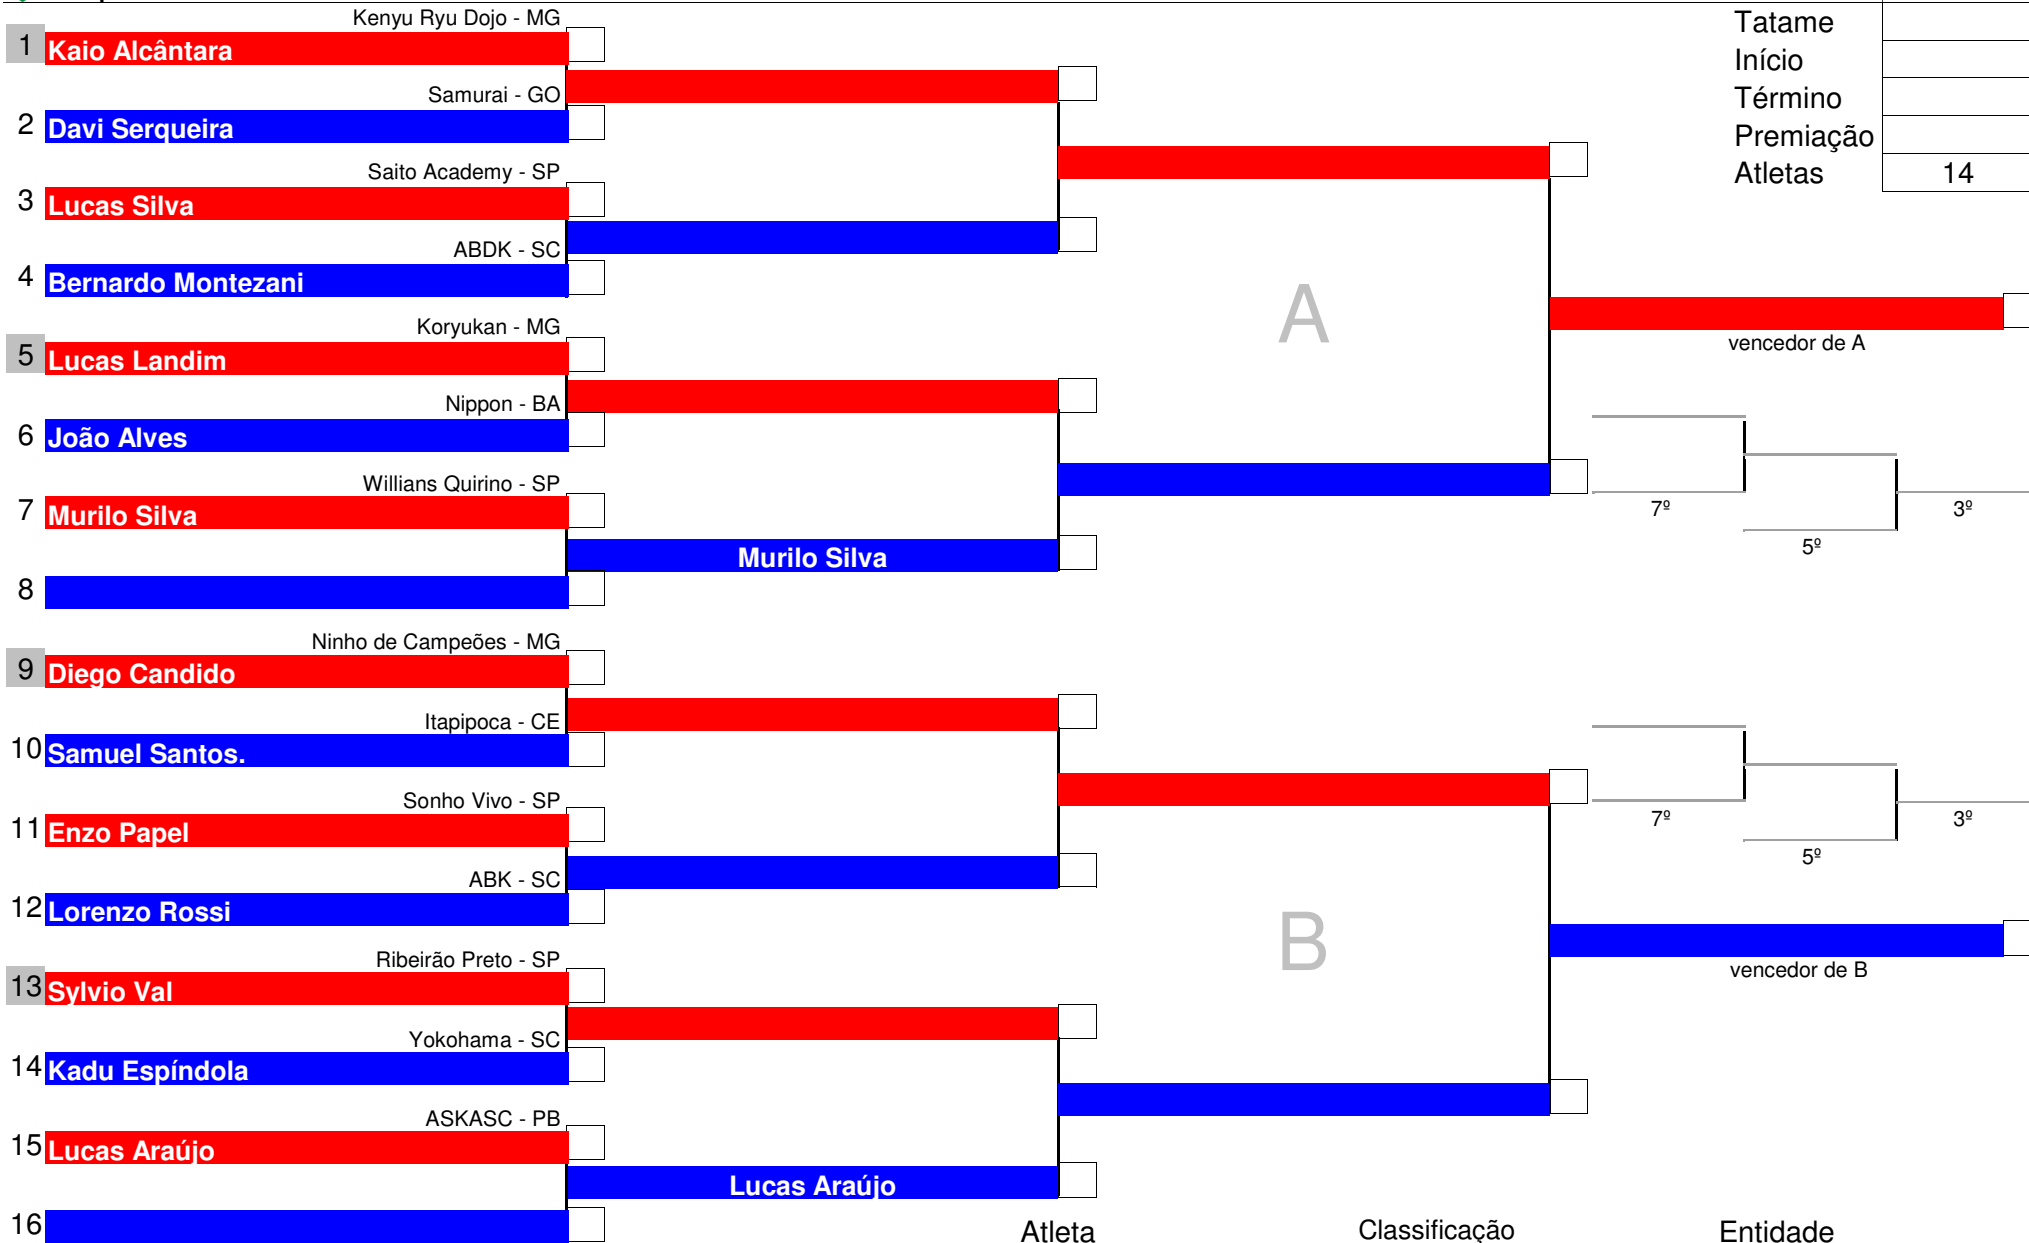 Kenyu Ryu Dojo - MG
1 Kaio Alcântara
Samurai - GO
2 Davi Serqueira
Saito Academy - SP
3 Lucas Silva
ABDK - SC
4 Bernardo Montezani
Koryukan - MG
5 Lucas Landim
Nippon - BA
6 João Alves
Willians Quirino - SP
7 Murilo Silva
Murilo Silva
8
Ninho de Campeões - MG
9 Diego Candido
Itapipoca - CE
10 Samuel Santos.
Sonho Vivo - SP
11 Enzo Papel
ABK - SC
12 Lorenzo Rossi
Ribeirão Preto - SP
13 Sylvio Val
Yokohama - SC
14 Kadu Espíndola
ASKASC - PB
15 Lucas Araújo
Lucas Araújo
16
A
B
Tatame
Início
Término
Premiação
Atletas 14
vencedor de A
7º
3º
5º
7º
3º
5º
vencedor de B
Atleta Classificação Entidade